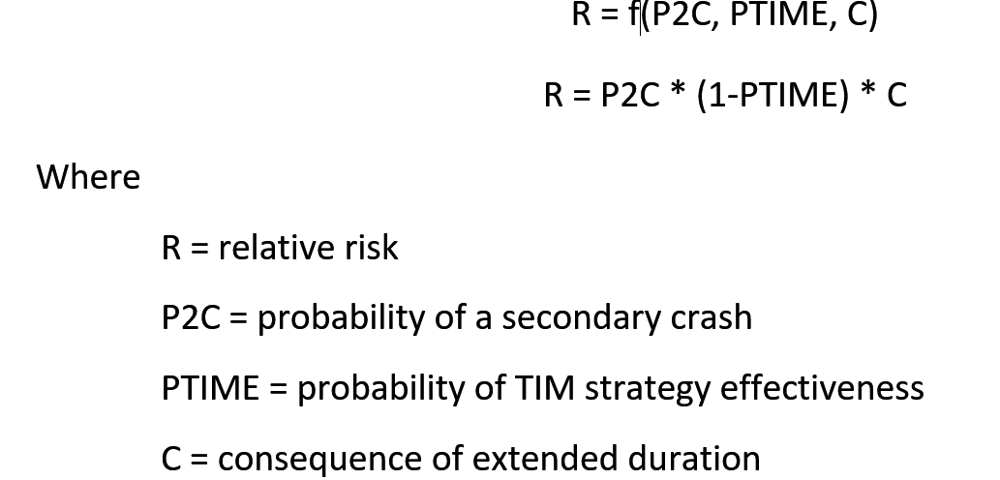 R = f(P2C, PTIME, C)
R = P2C * (1-PTIME) * C
Where
R = relative risk
P2C = probability of a secondary crash
PTIME = probability of TIM strategy effectiveness
C = consequence of extended duration